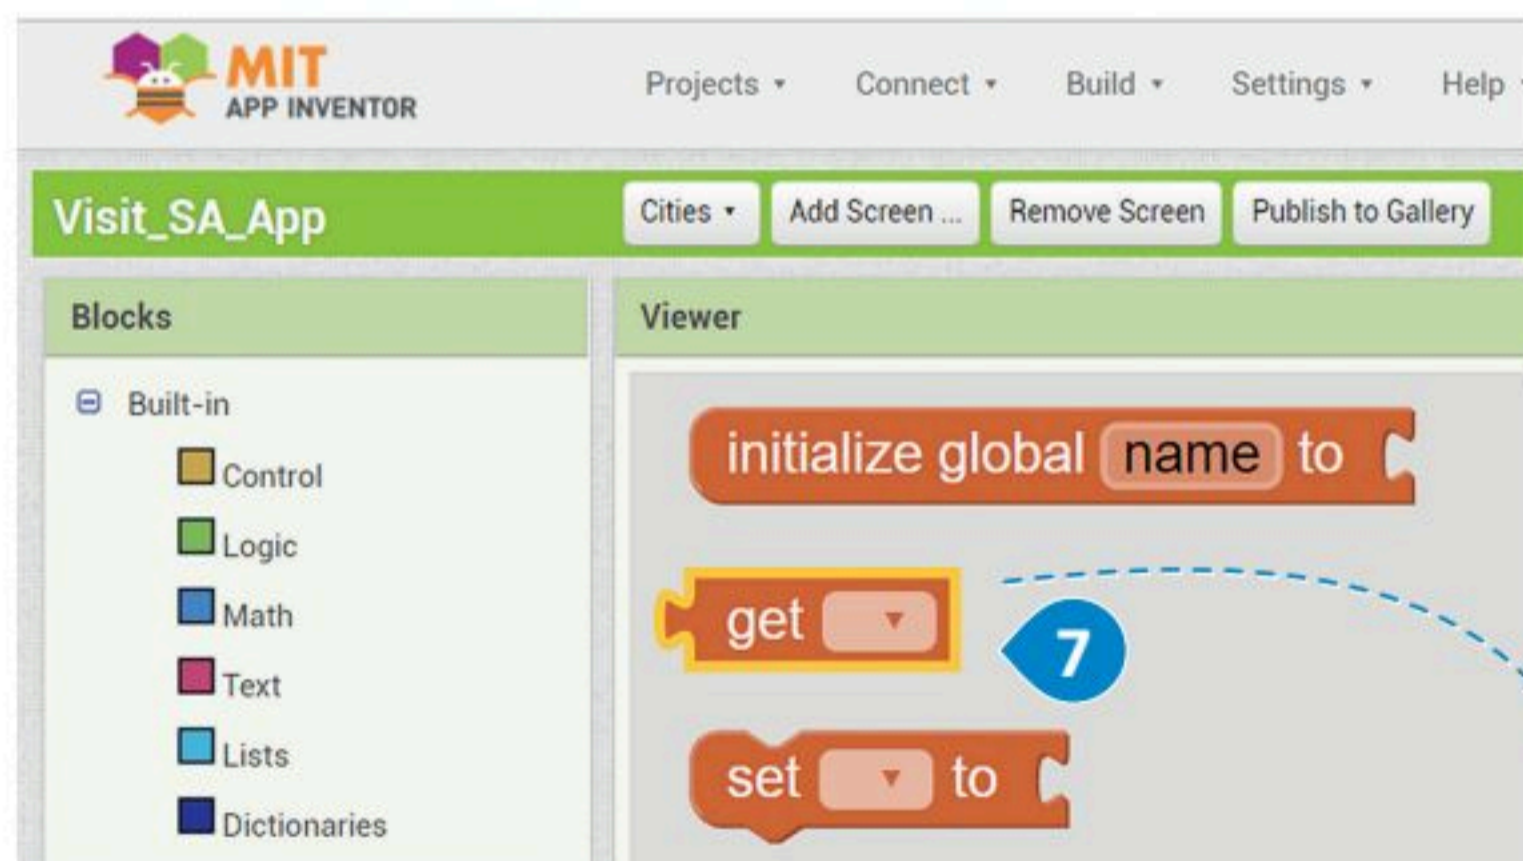 MIT
APP INVENTOR
Projects Connect Build Settings Help
Visit_SA_App
Cities Add Screen ... Remove Screen Publish to Gallery
Blocks
Viewer
Built-in
Control
Logic
Math
Text
Lists
Dictionaries
initialize global name to
get
7
set to